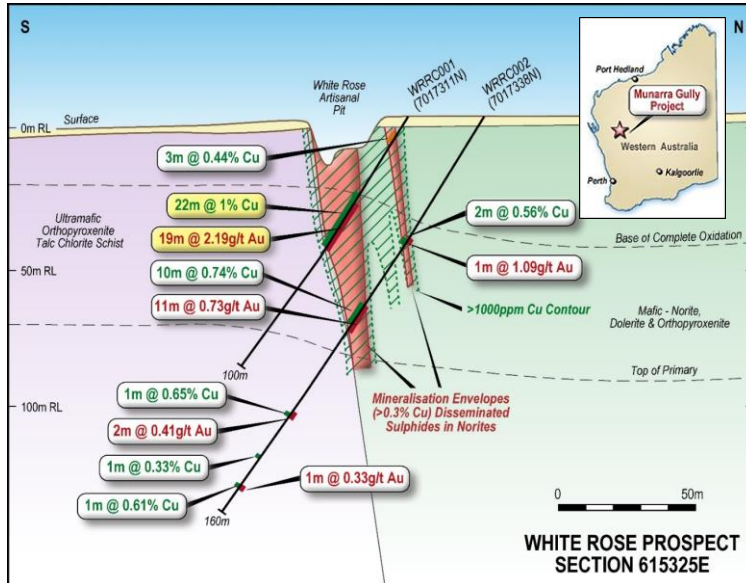 S
N
White Rose
Artisanal
Pit
WRRC001
(7017311N)
WRRC002
(7017338N)
Port Hedland
Munarra Gully
Project
Western Australia
Perth
Kalgoorlie
0m RL
Surface
3m @ 0.44% Cu
22m @ 1% Cu
19m @ 2.19g/t Au
10m @ 0.74% Cu
11m @ 0.73g/t Au
Ultramafic
Orthopyroxenite
Talc Chlorite Schist
2m @ 0.56% Cu
1m @ 1.09g/t Au
Base of Complete Oxidation
50m RL
>1000ppm Cu Contour
Mafic - Norite,
Dolerite & Orthopyroxenite
Top of Primary
100m
100m RL
1m @ 0.65% Cu
2m @ 0.41g/t Au
1m @ 0.33% Cu
1m @ 0.61% Cu
1m @ 0.33g/t Au
160m
Mineralisation Envelopes
(>0.3% Cu) Disseminated
Sulphides in Norites
0
50m
WHITE ROSE PROSPECT
SECTION 615325E